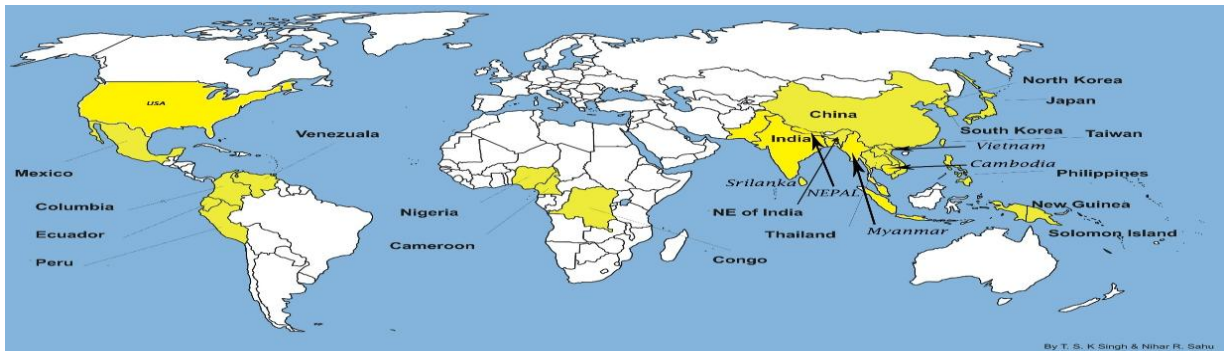 USA
Mexico
Venezuala
Columbia
Ecuador
Peru
Nigeria
Cameroon
Congo
China
India
Srilanka
NEPAL
NE of India
Thailand
Myanmar
North Korea
Japan
South Korea
Taiwan
Vietnam
Cambodia
Philippines
New Guinea
Solomon Island
By T. S. K Singh & Nihar R. Sahu